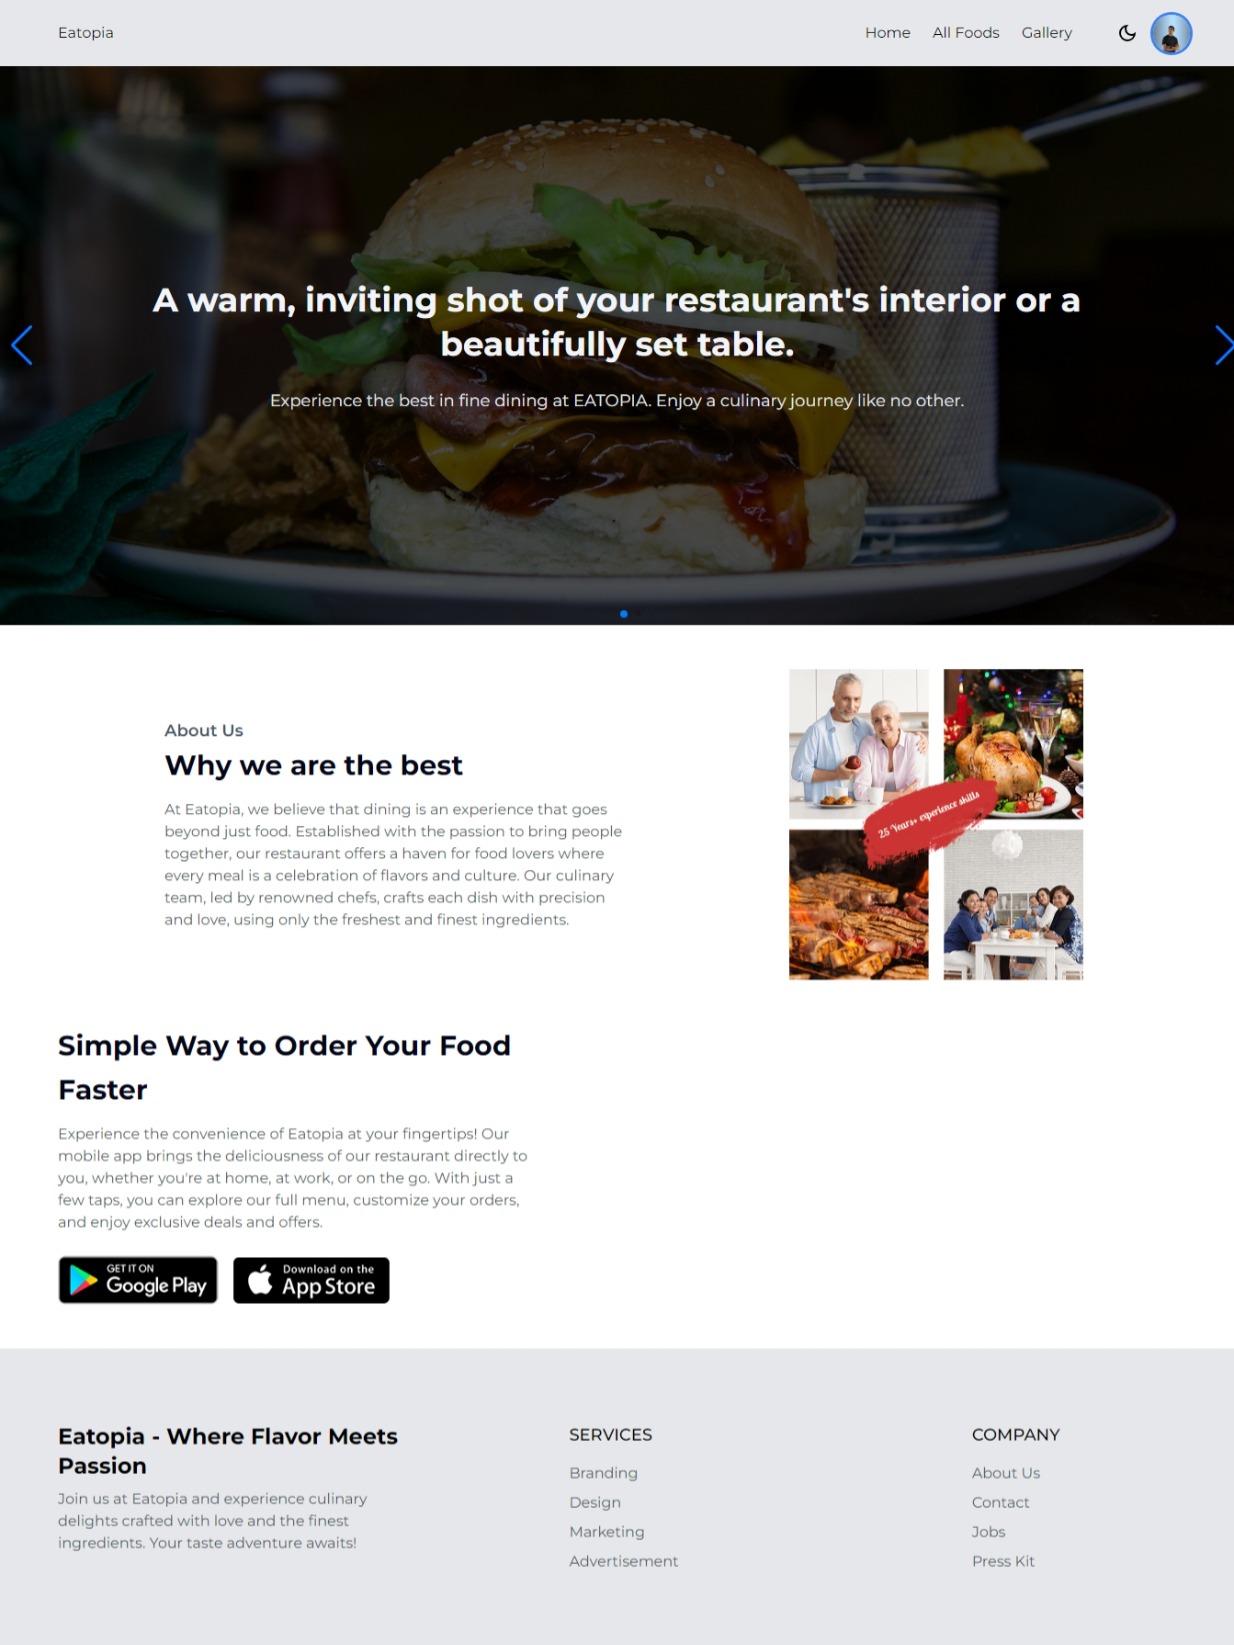 Eatopia
Home
All Foods
Gallery
A warm, inviting shot of your restaurant's interior or a
beautifully set table.
Experience the best in fine dining at EATOPIA. Enjoy a culinary journey like no other.
About Us
Why we are the best
At Eatopia, we believe that dining is an experience that goes
beyond just food. Established with the passion to bring people
together, our restaurant offers a haven for food lovers where
every meal is a celebration of flavors and culture. Our culinary
team, led by renowned chefs, crafts each dish with precision
and love, using only the freshest and finest ingredients.
25 Years+ experience skills
Simple Way to Order Your Food
Faster
Experience the convenience of Eatopia at your fingertips! Our
mobile app brings the deliciousness of our restaurant directly to
you, whether you're at home, at work, or on the go. With just a
few taps, you can explore our full menu, customize your orders,
and enjoy exclusive deals and offers.
GET IT ON
Google Play
Download on the
App Store
Eatopia - Where Flavor Meets
Passion
Join us at Eatopia and experience culinary
delights crafted with love and the finest
ingredients. Your taste adventure awaits!
SERVICES
Branding
Design
Marketing
Advertisement
COMPANY
About Us
Contact
Jobs
Press Kit